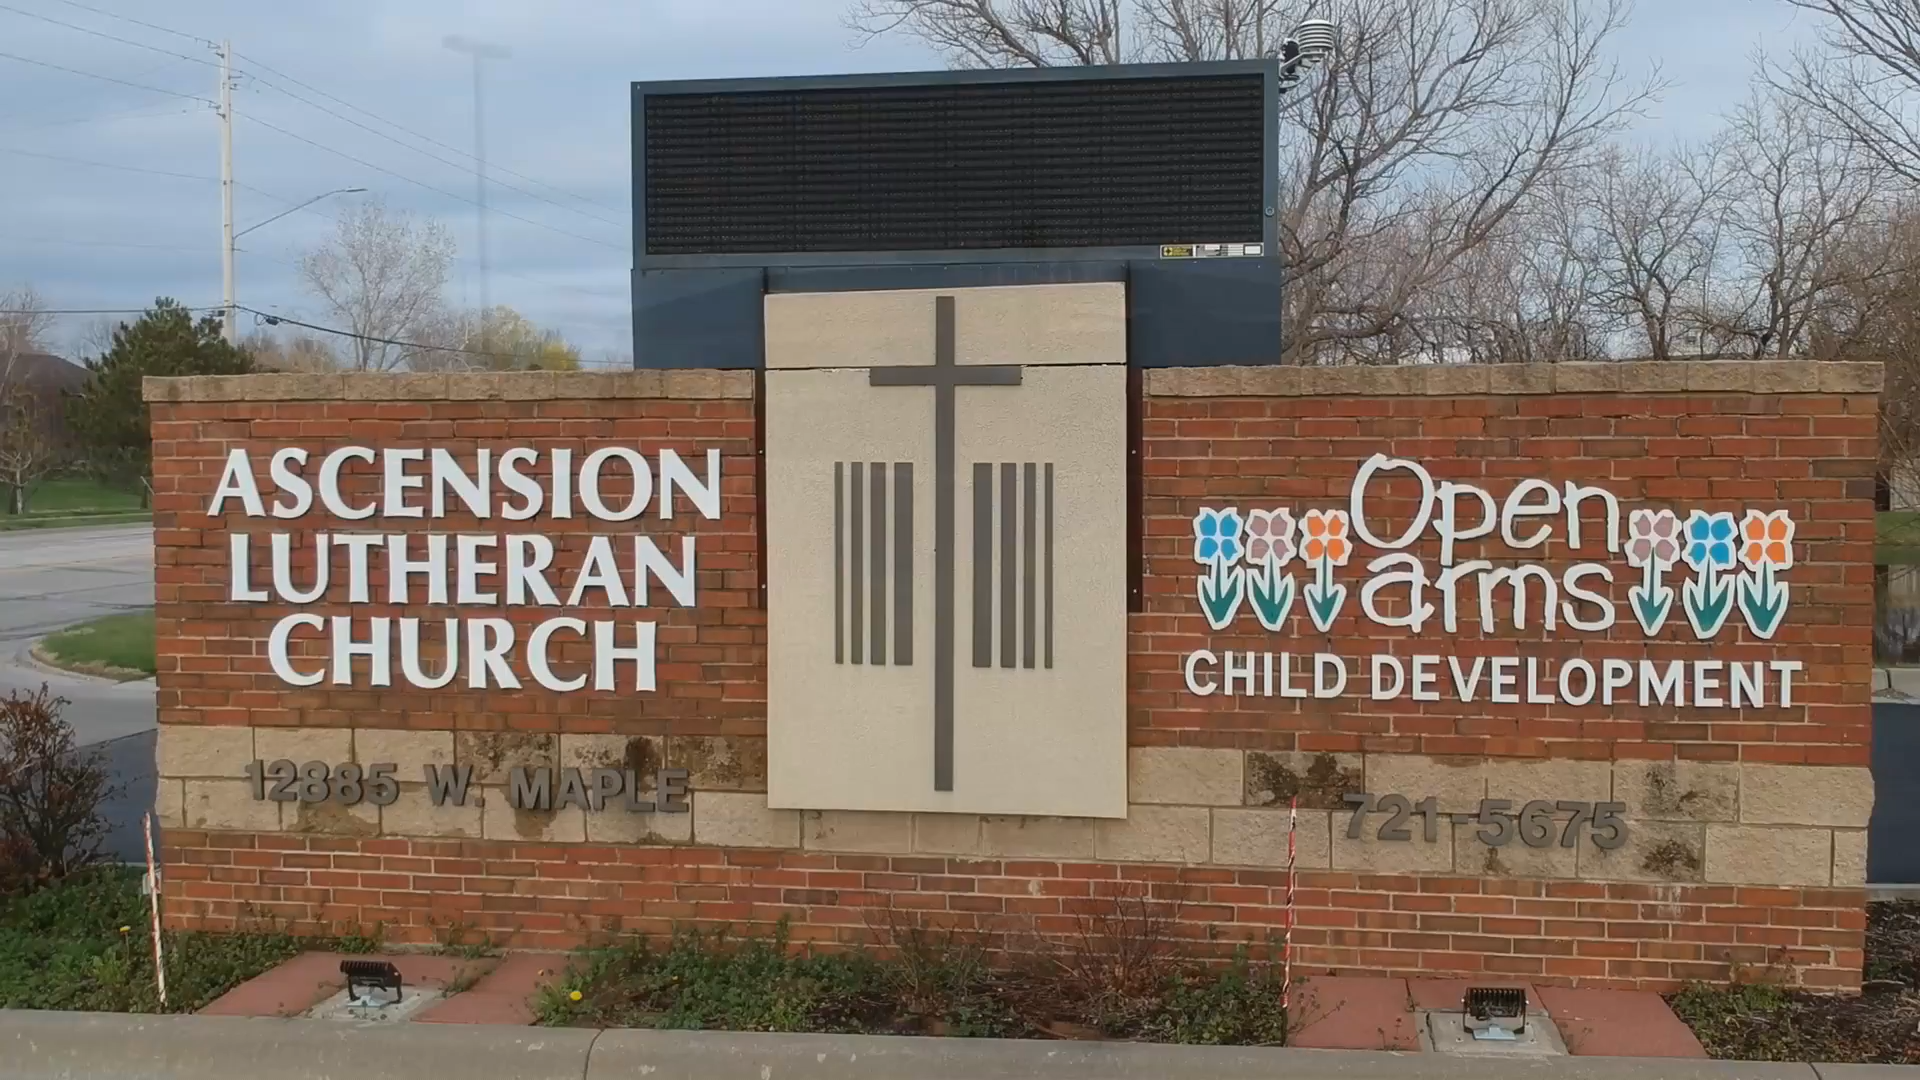 ASCENSION
LUTHERAN
CHURCH
12885 W. MAPLE
Open
arms
CHILD DEVELOPMENT
721-5675